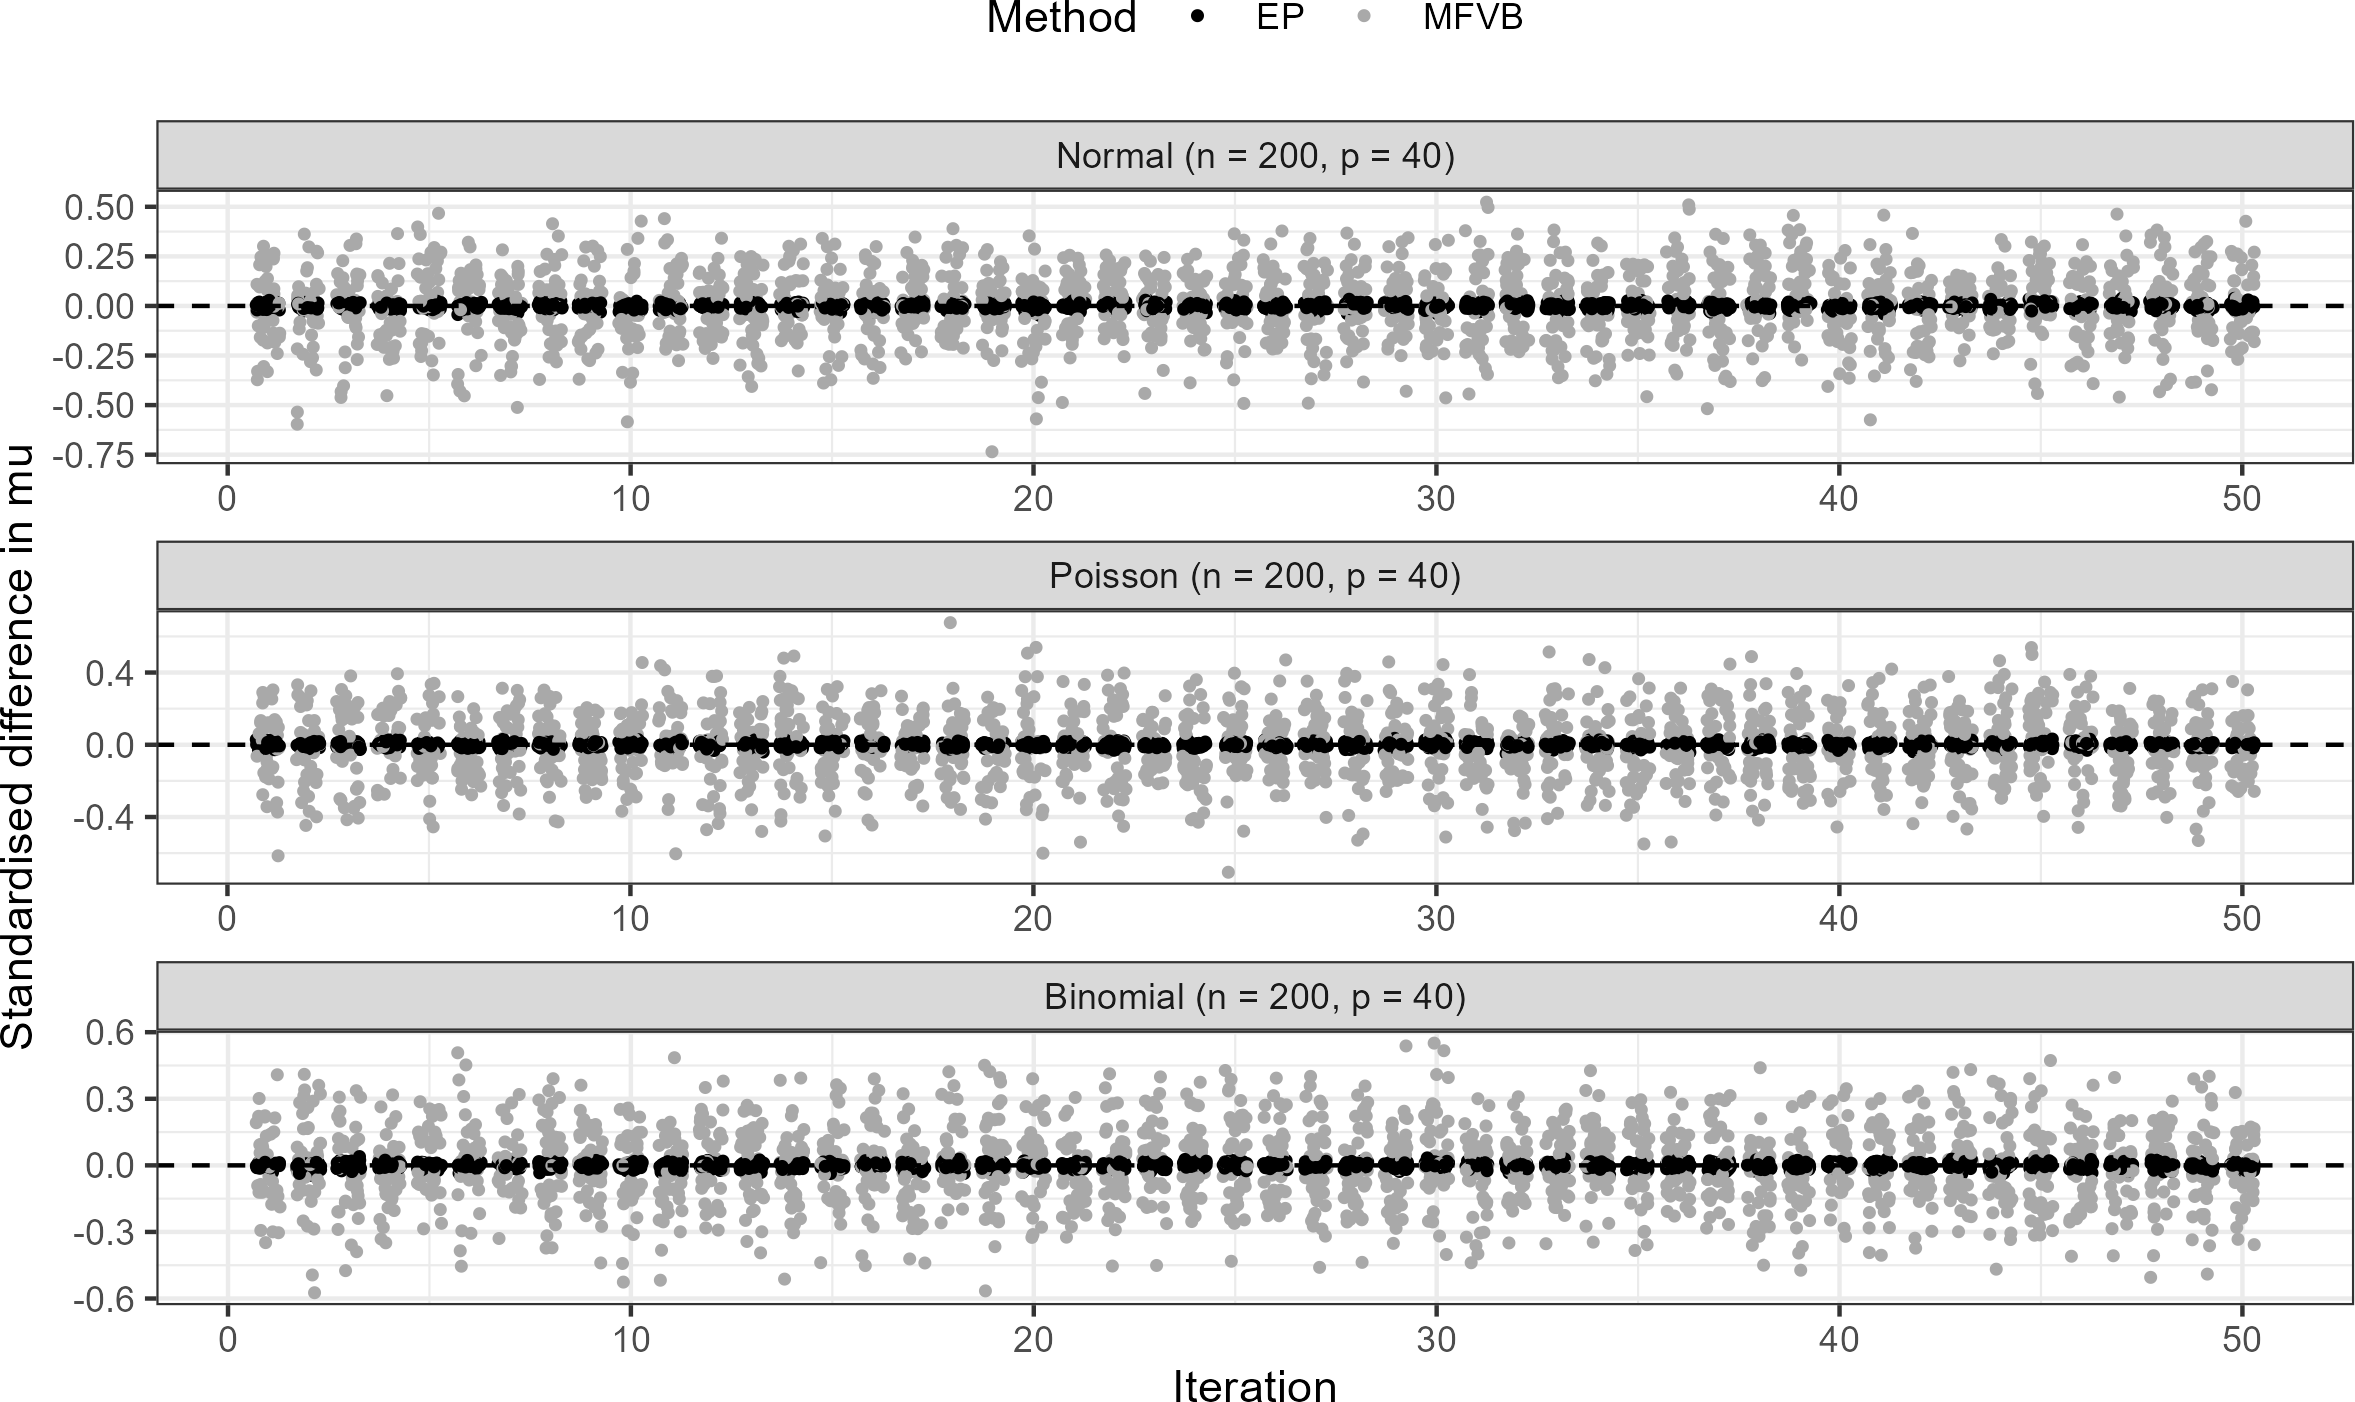 Method EP MFVB
Standardised difference in mu
Normal (n = 200, p = 40)
0.50
0.25
0.00
-0.25
-0.50
-0.75
0 10 20 30 40 50
Poisson (n = 200, p = 40)
0.4
0.0
-0.4
0 10 20 30 40 50
Binomial (n = 200, p = 40)
0.6
0.3
0.0
-0.3
-0.6
0 10 20 30 40 50
Iteration